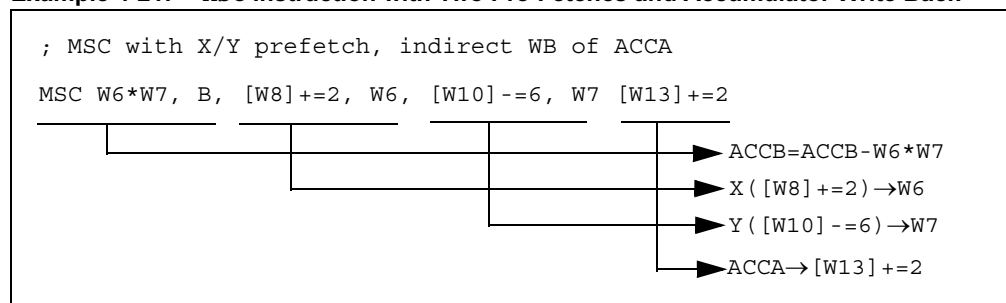 ; MSC with X/Y prefetch, indirect WB of ACCA
MSC W6*W7, B, [W8]+=2, W6, [W10]-=6, W7 [W13]+=2
ACCB=ACCB-W6*W7
X([W8]+=2)→W6
Y([W10]-=6)→W7
ACCA→[W13]+=2